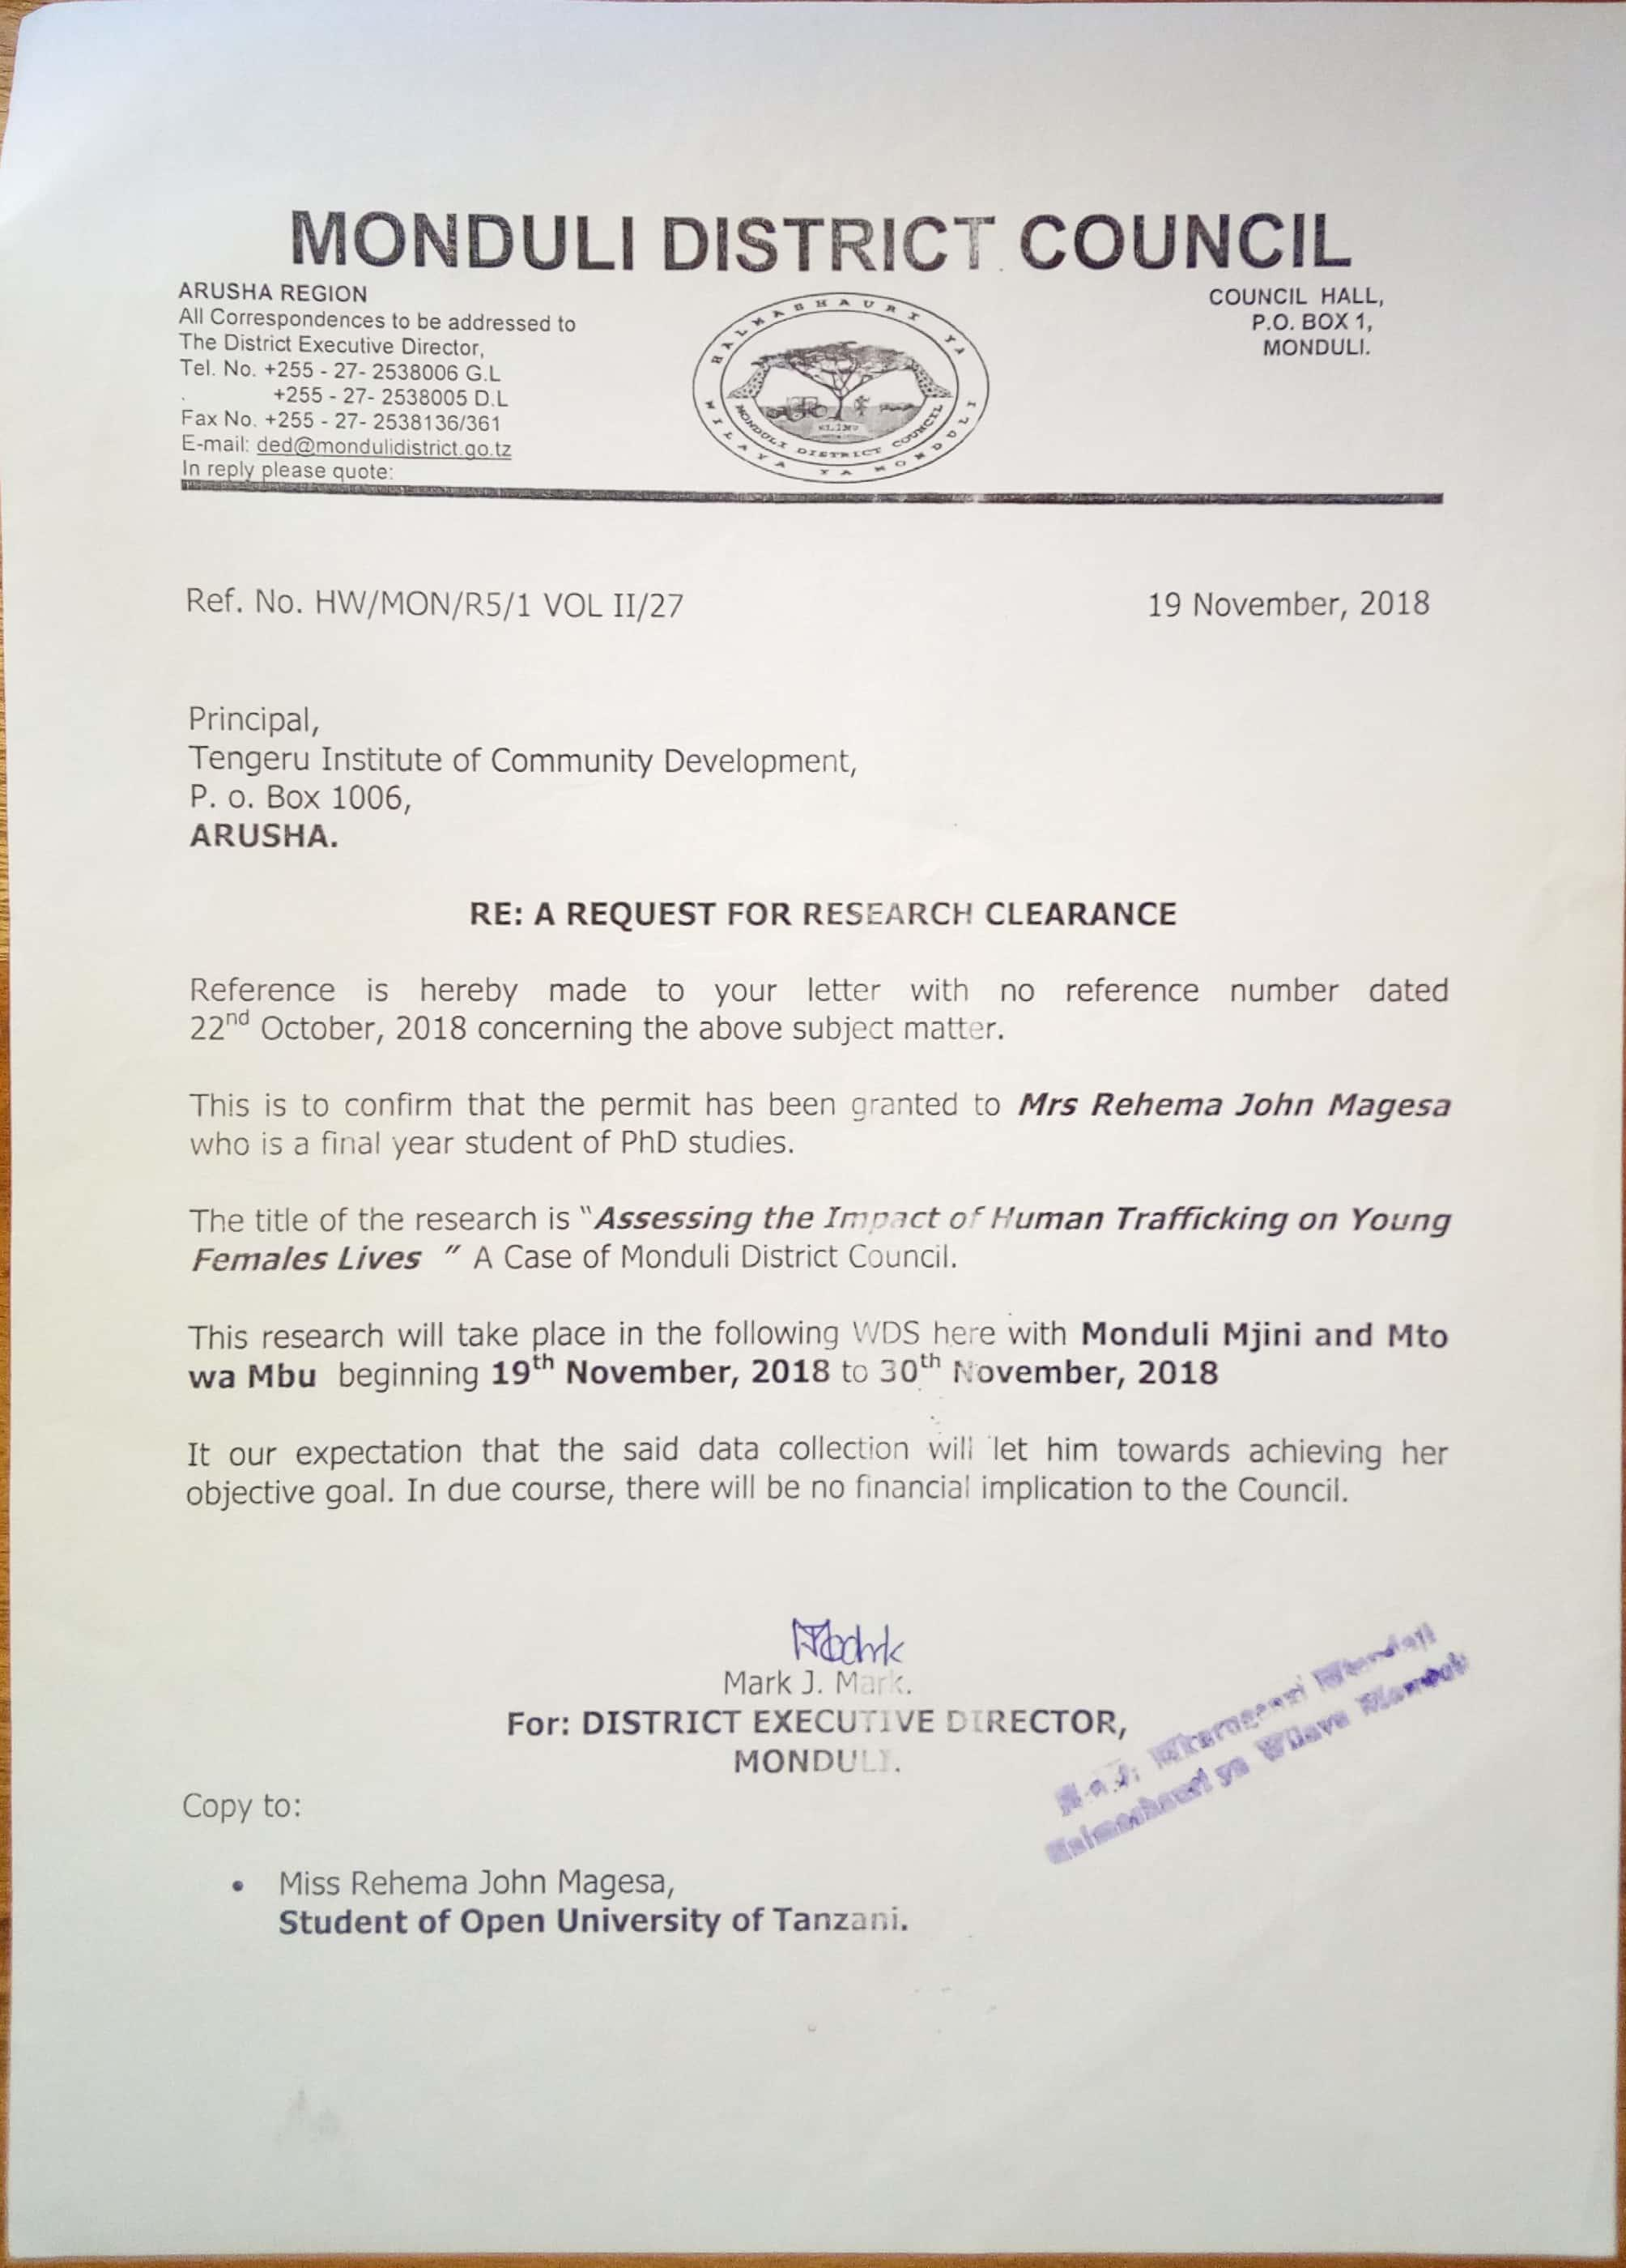 MONDULI DISTRICT COUNCIL
ARUSHA REGION
All Correspondences to be addressed to
The District Executive Director,
Tel. No. +255 - 27- 2538006 G.L
+255 - 27- 2538005 D.L
Fax No. +255 - 27- 2538136/361
E-mail: ded@mondulidistrict.go.tz
In reply please quote:
HALMASHAURI YA
WILAYA YA MONDULI
MONDULI DISTRICT COUNCIL
COUNCIL HALL,
P.O. BOX 1,
MONDULI.
Ref. No. HW/MON/R5/1 VOL II/27
19 November, 2018
Principal,
Tengeru Institute of Community Development,
P. o. Box 1006,
ARUSHA.
RE: A REQUEST FOR RESEARCH CLEARANCE
Reference is hereby made to your letter with no reference number dated
22nd October, 2018 concerning the above subject matter.
This is to confirm that the permit has been granted to Mrs Rehema John Magesa
who is a final year student of PhD studies.
The title of the research is "Assessing the Impact of Human Trafficking on Young
Females Lives " A Case of Monduli District Council.
This research will take place in the following WDS here with Monduli Mjini and Mto
wa Mbu beginning 19th November, 2018 to 30th November, 2018
It our expectation that the said data collection will let him towards achieving her
objective goal. In due course, there will be no financial implication to the Council.
Mark J. Mark.
For: DISTRICT EXECUTIVE DIRECTOR,
MONDULI.
Halmashauri ya Wilaya Monduli
Copy to:
• Miss Rehema John Magesa,
Student of Open University of Tanzani.